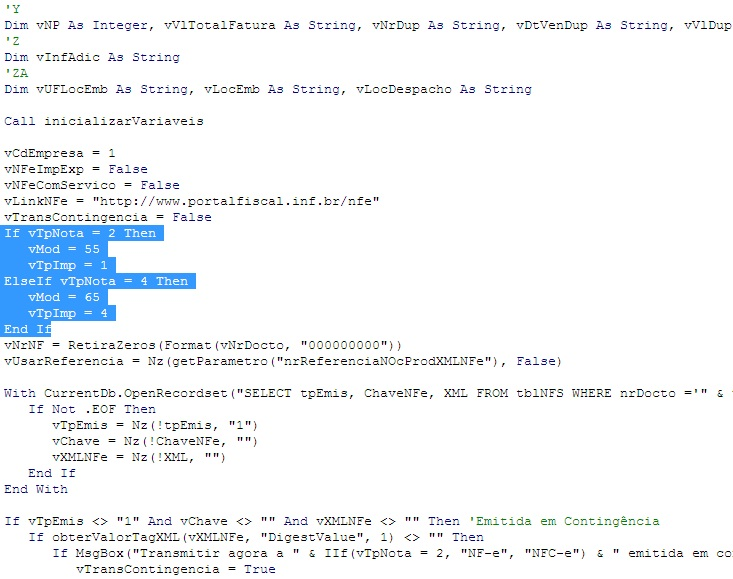 'Y
Dim vNP As Integer, vVlTotalFatura As String, vNrDup As String, vDtVenDup As String, vVlDup
'Z
Dim vInfAdic As String
'ZA
Dim vUFLocEmb As String, vLocEmb As String, vLocDespacho As String
Call inicializarVariaveis
vCdEmpresa = 1
vNFeImpExp = False
vNFeComServico = False
vLinkNFe = "http://www.portalfiscal.inf.br/nfe"
vTransContingencia = False
If vTpNota = 2 Then
vMod = 55
vTpImp = 1
ElseIf vTpNota = 4 Then
vMod = 65
vTpImp = 4
End If
vNrNF = RetiraZeros(Format(vNrDocto, "000000000"))
vUsarReferencia = Nz(getParametro("nrReferenciaNOcProdXMLNFe"), False)
With CurrentDb.OpenRecordset("SELECT tpEmis, ChaveNFe, XML FROM tblNFS WHERE nrDocto ='" &
If Not .EOF Then
vTpEmis = Nz(!tpEmis, "1")
vChave = Nz(!ChaveNFe, "")
vXMLNFe = Nz(!XML, "")
End If
End With
If vTpEmis <> "1" And vChave <> "" And vXMLNFe <> "" Then 'Emitida em Contingência
If obterValorTagXML(vXMLNFe, "DigestValue", 1) <> "" Then
If MsgBox("Transmitir agora a " & IIf(vTpNota = 2, "NF-e", "NFC-e") & " emitida em co
vTransContingencia = True